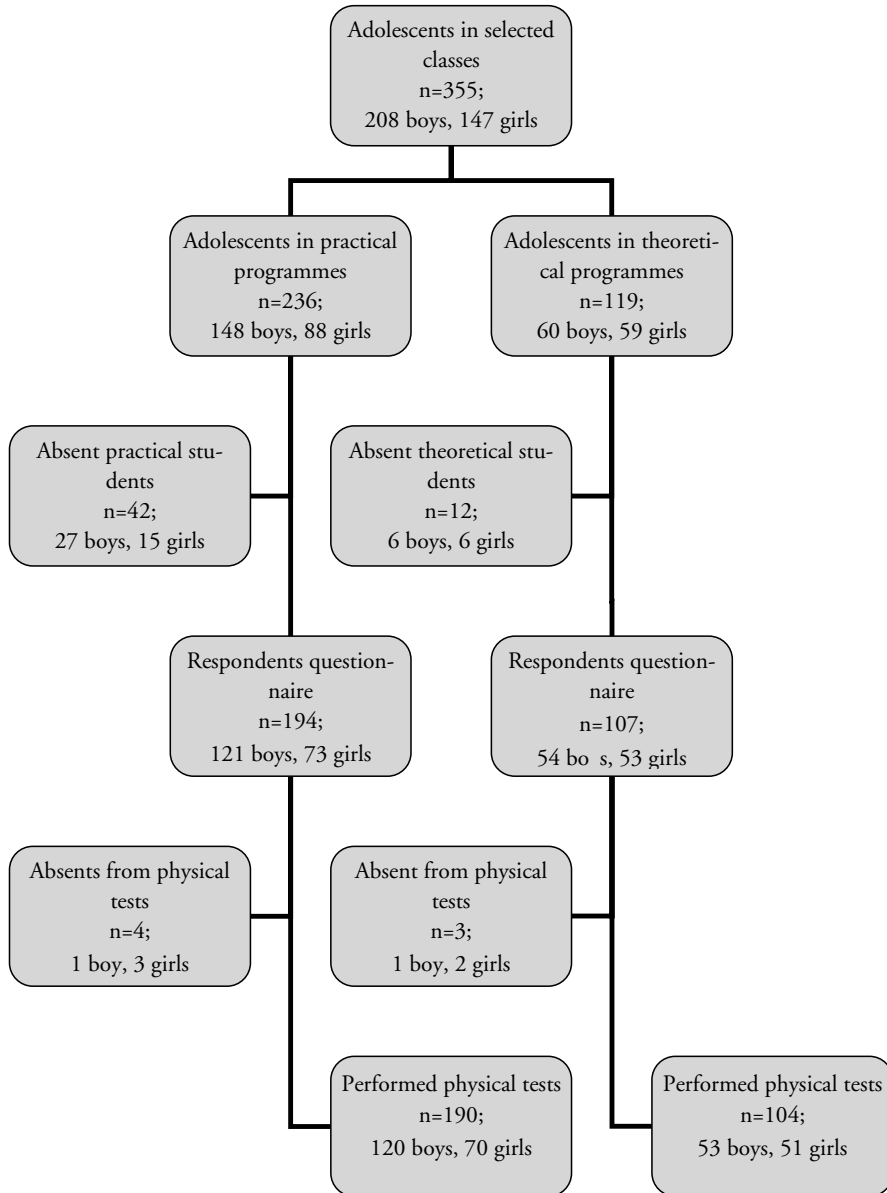 Adolescents in selected
classes
n=355;
208 boys, 147 girls
Adolescents in practical
programmes
n=236;
148 boys, 88 girls
Adolescents in theoreti-
cal programmes
n=119;
60 boys, 59 girls
Absent practical stu-
dents
n=42;
27 boys, 15 girls
Absent theoretical stu-
dents
n=12;
6 boys, 6 girls
Respondents question-
naire
n=194;
121 boys, 73 girls
Respondents question-
naire
n=107;
54 bo s, 53 girls
Absents from physical
tests
n=4;
1 boy, 3 girls
Absent from physical
tests
n=3;
1 boy, 2 girls
Performed physical tests
n=190;
120 boys, 70 girls
Performed physical tests
n=104;
53 boys, 51 girls